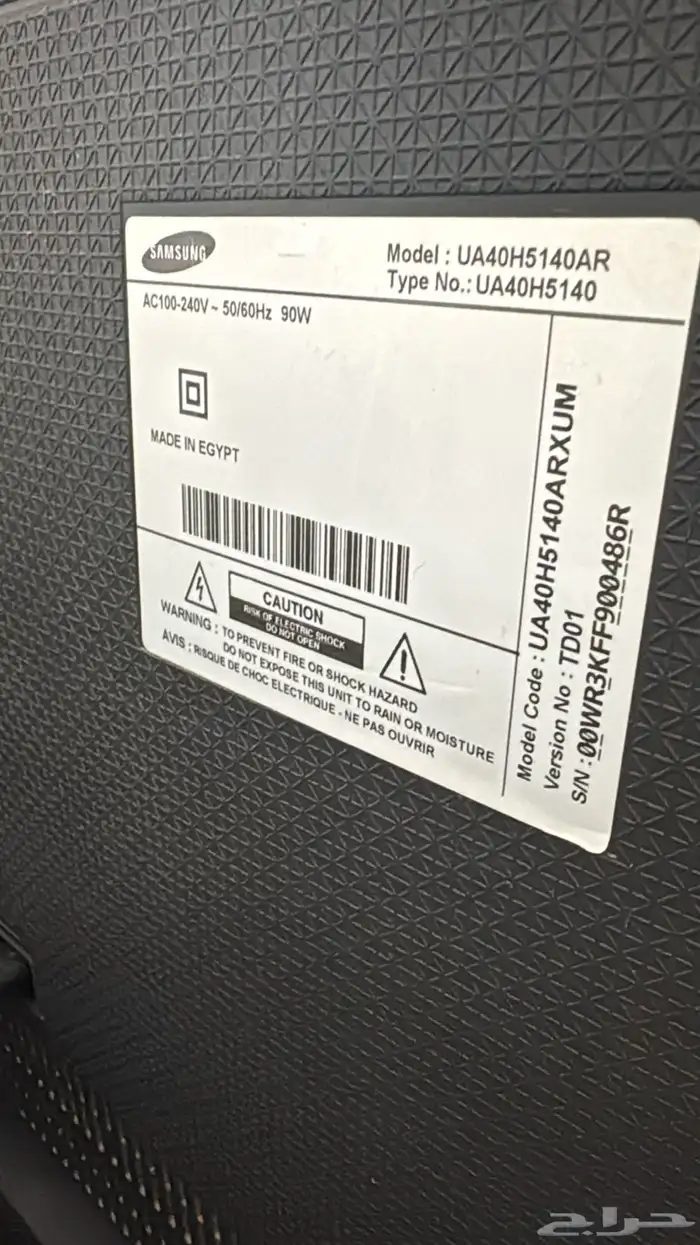 SAMSUNG
Model : UA40H5140AR
Type No.: UA40H5140
AC100-240V ~ 50/60Hz 90W
MADE IN EGYPT
CAUTION
RISK OF ELECTRIC SHOCK
DO NOT OPEN
WARNING : TO PREVENT FIRE OR SHOCK HAZARD
DO NOT EXPOSE THIS UNIT TO RAIN OR MOISTURE
AVIS : RISQUE DE CHOC ELECTRIQUE - NE PAS OUVRIR
Model Code : UA40H5140ARXUM
Version No : TD01
S/N : 00WR3KFF900486R
حراج